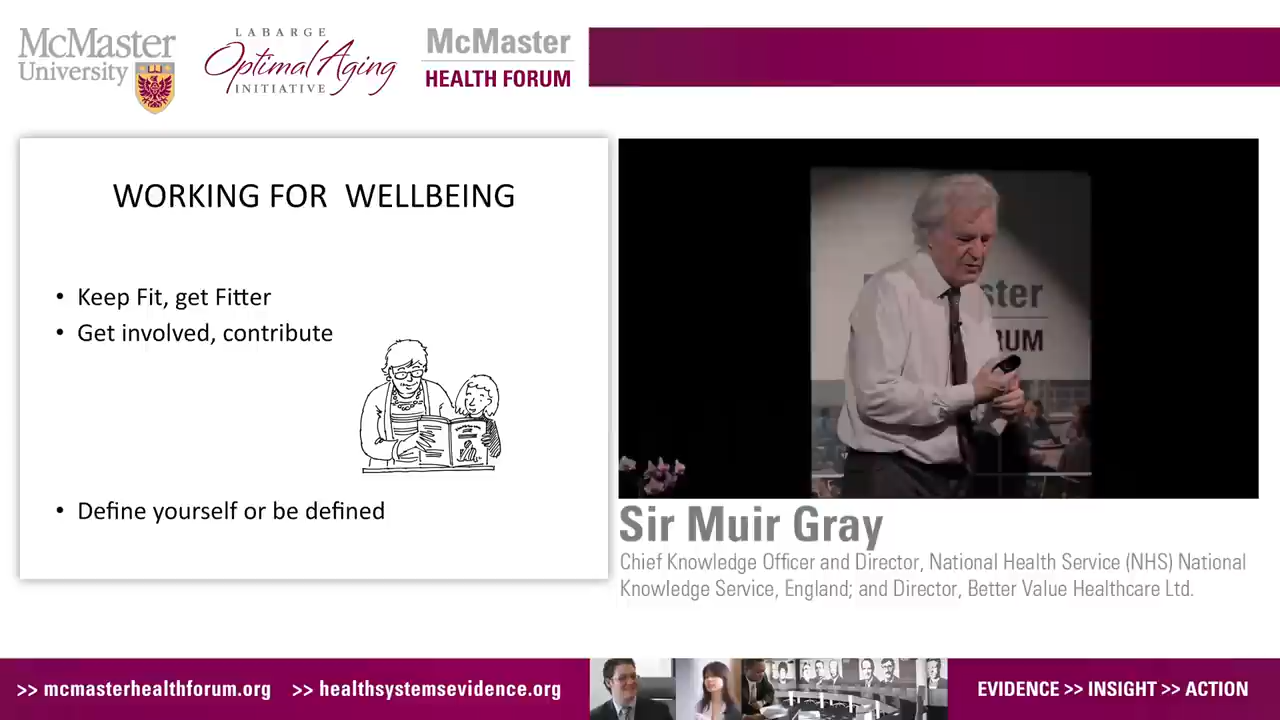 McMaster
University
LABARGE
Optimal Aging
INITIATIVE
McMaster
HEALTH FORUM
WORKING FOR  WELLBEING
• Keep Fit, get Fitter
• Get involved, contribute
• Define yourself or be defined
ster
RUM
Sir Muir Gray
Chief Knowledge Officer and Director, National Health Service (NHS) National
Knowledge Service, England; and Director, Better Value Healthcare Ltd.
>> mcmasterhealthforum.org >> healthsystemsevidence.org
EVIDENCE >> INSIGHT >> ACTION